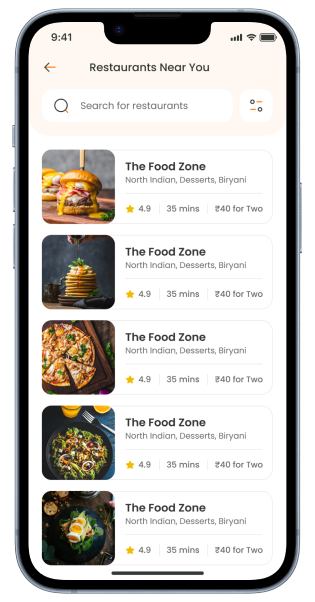 9:41
Restaurants Near You
Search for restaurants
The Food Zone
North Indian, Desserts, Biryani
4.9 35 mins ₹40 for Two
The Food Zone
North Indian, Desserts, Biryani
4.9 35 mins ₹40 for Two
The Food Zone
North Indian, Desserts, Biryani
4.9 35 mins ₹40 for Two
The Food Zone
North Indian, Desserts, Biryani
4.9 35 mins ₹40 for Two
The Food Zone
North Indian, Desserts, Biryani
4.9 35 mins ₹40 for Two